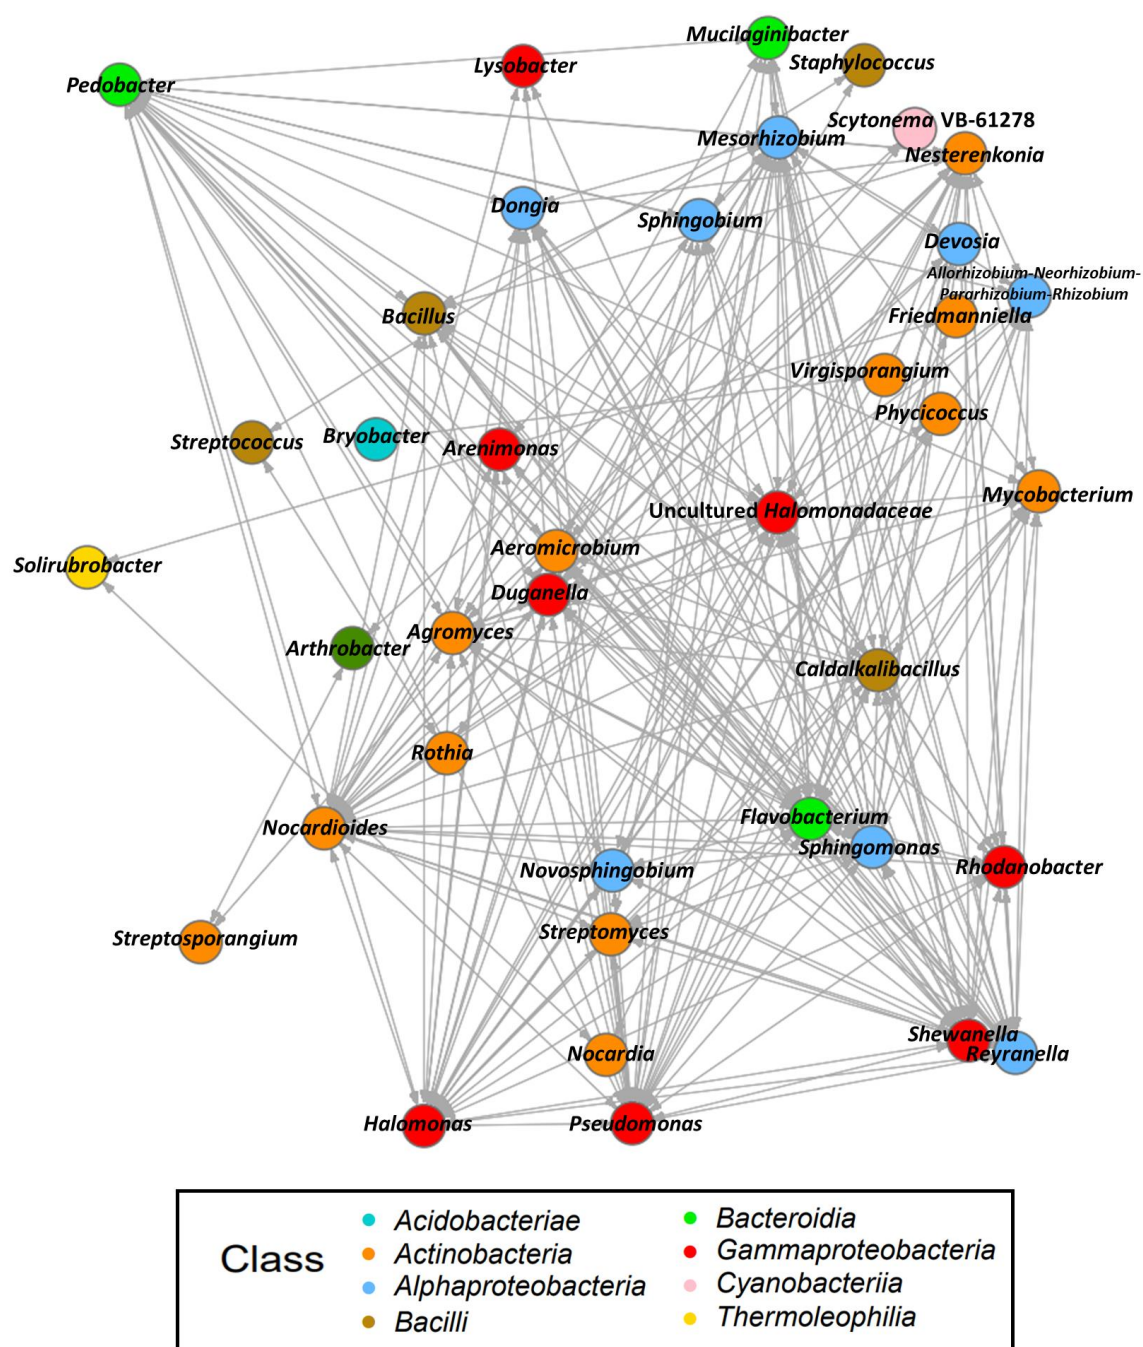 Mucilaginibacter
Lysobacter
Staphylococcus
Pedobacter
Scytonema VB-61278
Mesorhizobium
Nesterenkonia
Dongia
Sphingobium
Devosia
Allorhizobium-Neorhizobium-
Pararhizobium-Rhizobium
Bacillus
Friedmanniella
Virgisporangium
Phycicoccus
Streptococcus
Bryobacter
Arenimonas
Mycobacterium
Uncultured Halomonadaceae
Aeromicrobium
Solirubrobacter
Duganella
Agromyces
Arthrobacter
Caldalkalibacillus
Rothia
Flavobacterium
Nocardioides
Sphingomonas
Rhodanobacter
Novosphingobium
Streptomyces
Streptosporangium
Shewanella
Nocardia
Reyranella
Halomonas
Pseudomonas
Class
Acidobacteriae
Actinobacteria
Alphaproteobacteria
Bacilli
Bacteroidia
Gammaproteobacteria
Cyanobacteriia
Thermoleophilia